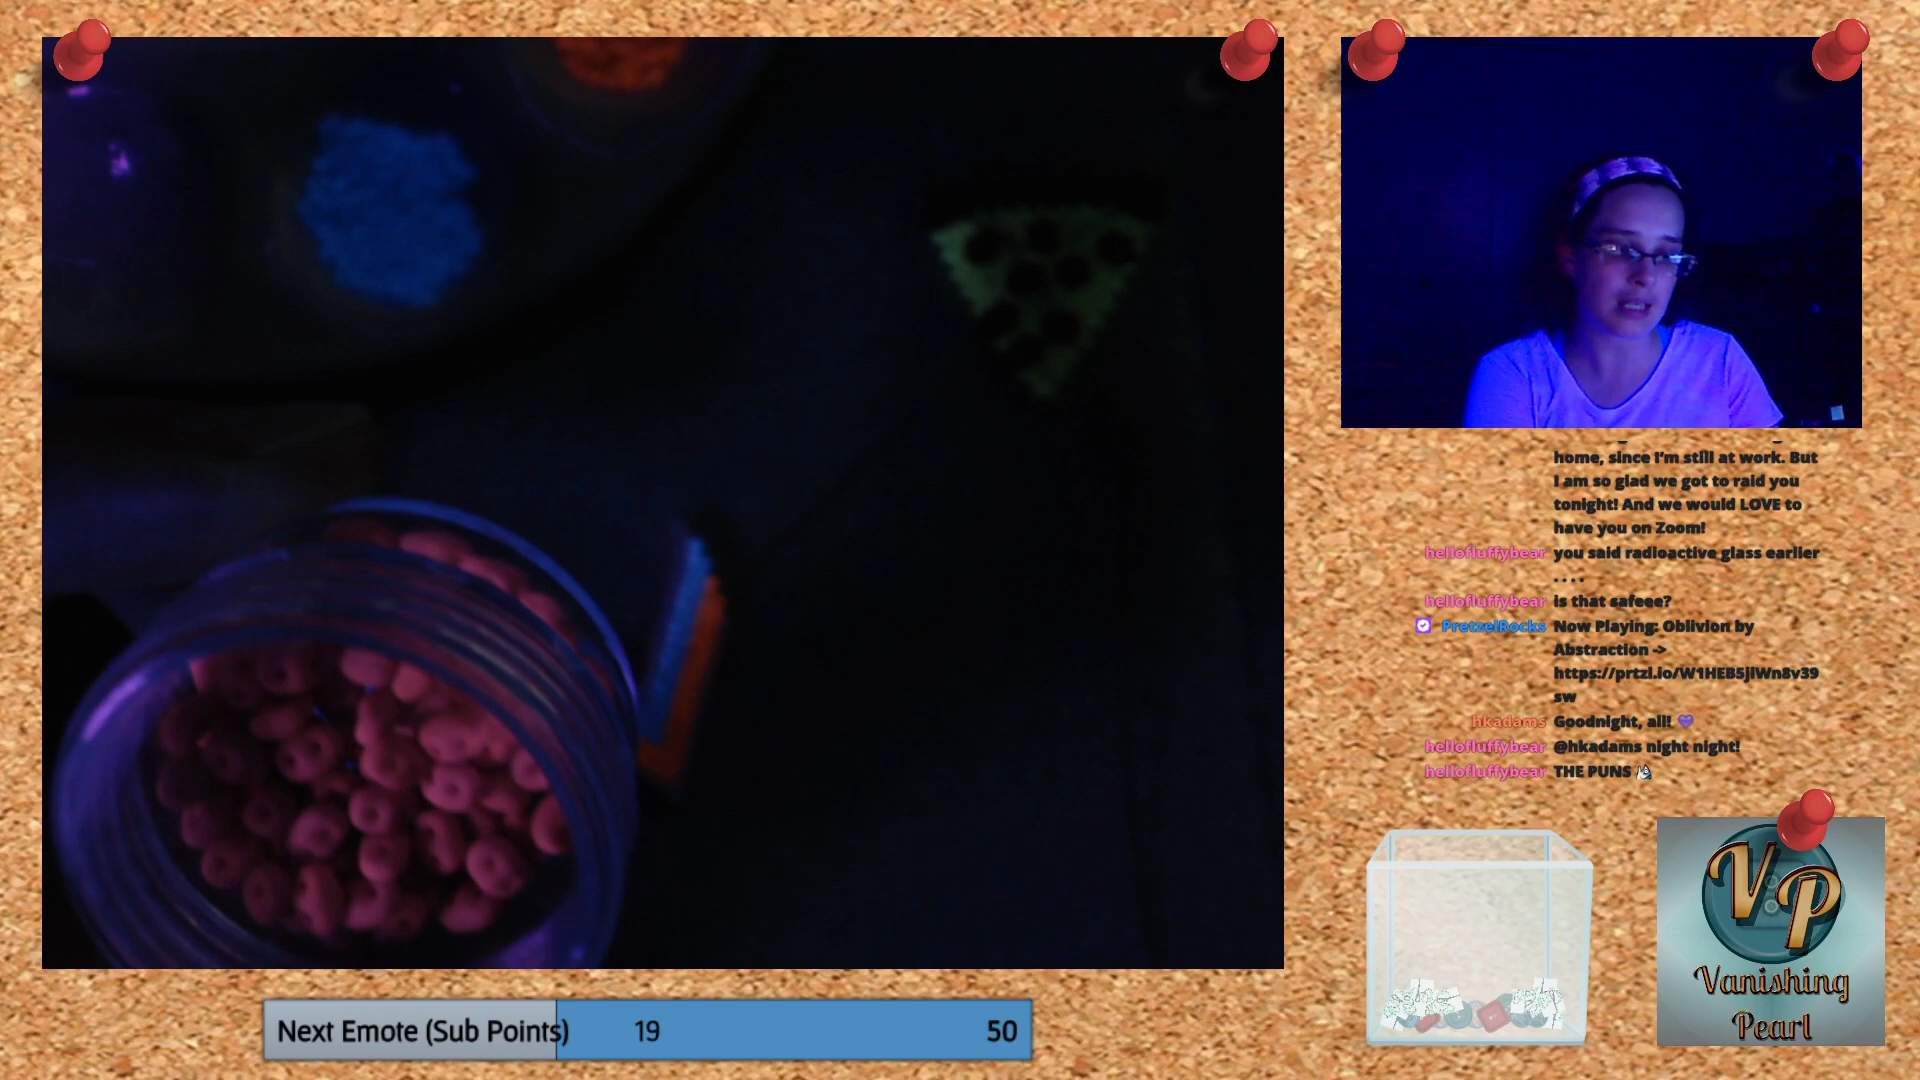 home, since I'm still at work. But
I am so glad we got to raid you
tonight! And we would LOVE to
have you on Zoom!
hellofluffybear you said radioactive glass earlier
. . . .
hellofluffybear is that safeee?
PretzelRocks Now Playing: Oblivion by
Abstraction ->
https://prtzl.io/W1HEB5jiWn8v39
sw
hkadams Goodnight, all! 💜
hellofluffybear @hkadams night night!
hellofluffybear THE PUNS
VP
Vanishing
Pearl
Next Emote (Sub Points) 19 50